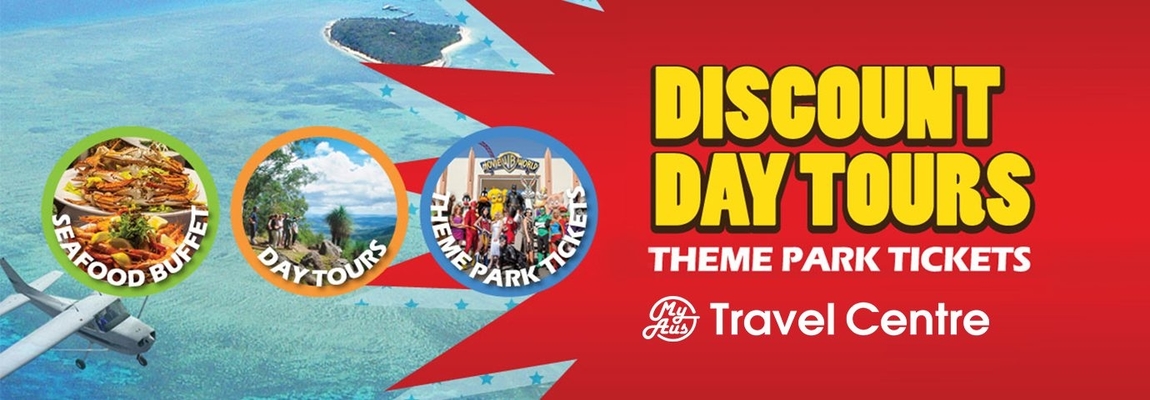 SEAFOOD BUFFET
DAY TOURS
MOVIE WB WORLD
THEME PARK TICKETS
DISCOUNT
DAY TOURS
THEME PARK TICKETS
My Aus Travel Centre